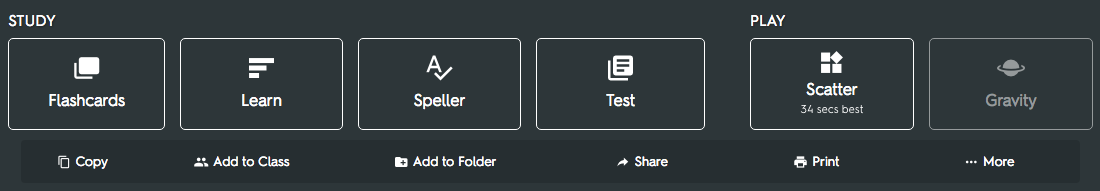 STUDY
PLAY
Flashcards
Learn
Speller
Test
Scatter
34 secs best
Gravity
Copy
Add to Class
Add to Folder
Share
Print
More